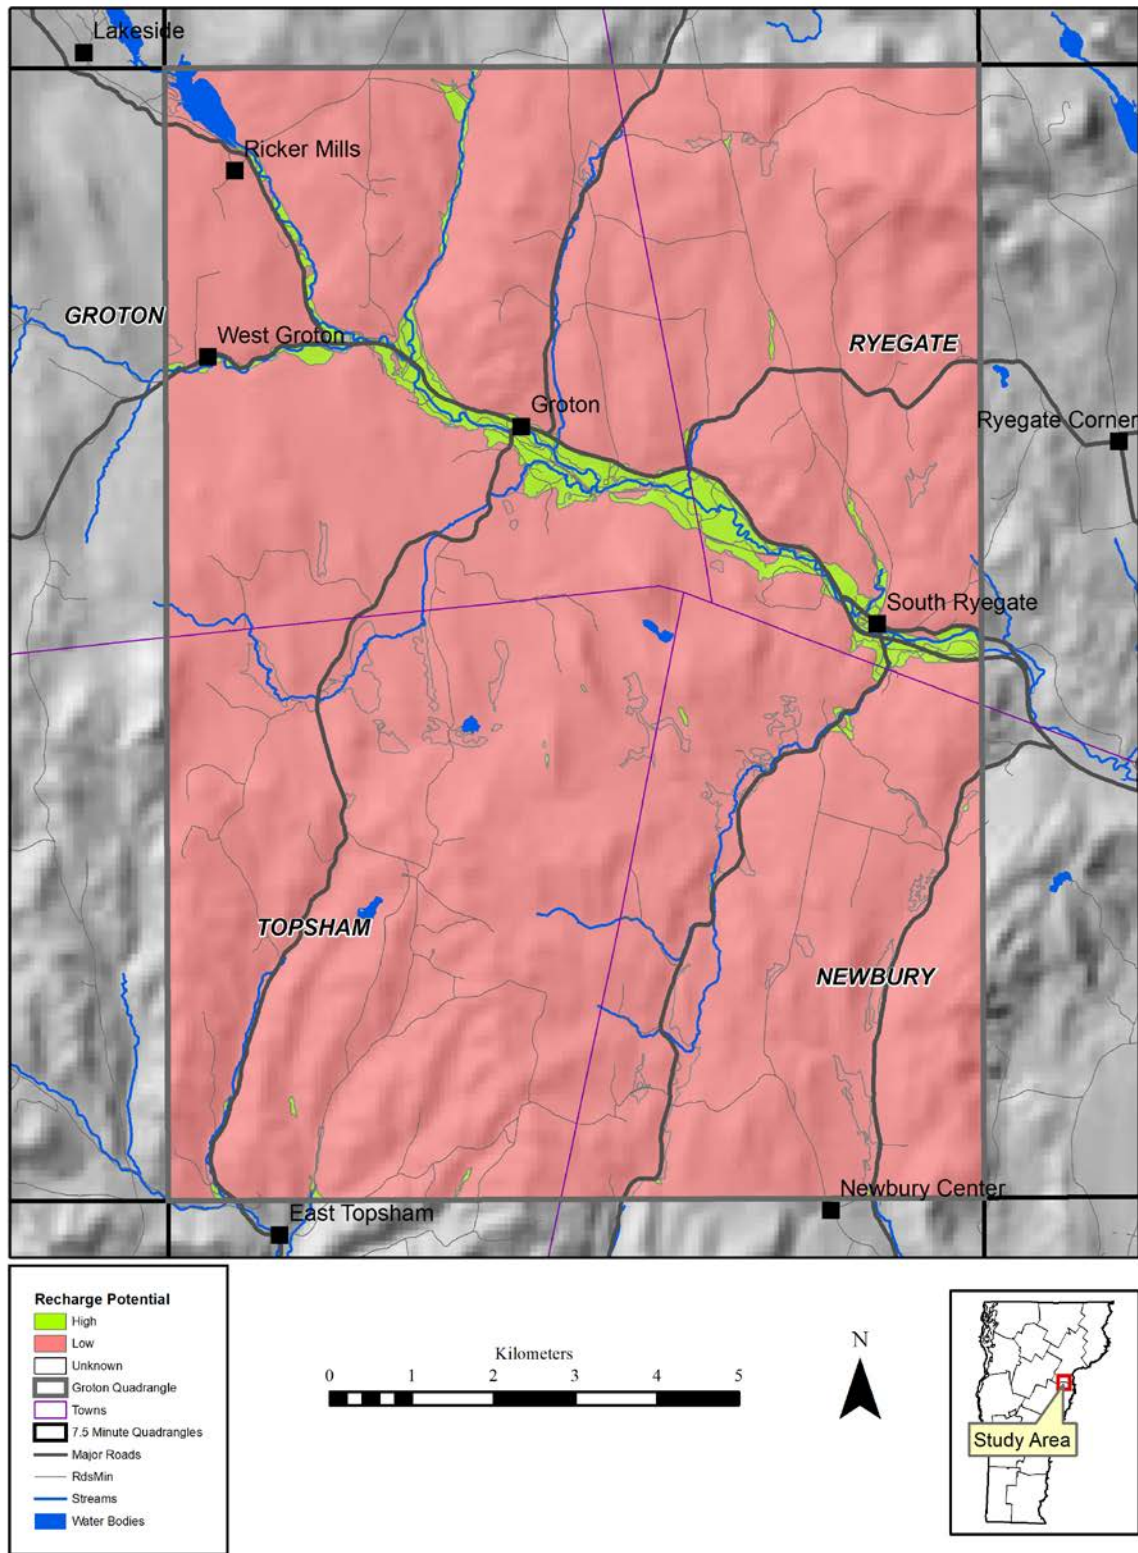 Lakeside
Ricker Mills
GROTON
West Groton
RYEGATE
Groton
Ryegate Corner
South Ryegate
TOPSHAM
NEWBURY
Newbury Center
East Topsham
Recharge Potential
High
Low
Unknown
Groton Quadrangle
Towns
7.5 Minute Quadrangles
Major Roads
RdsMin
Streams
Water Bodies
Kilometers
0 1 2 3 4 5
N
Study Area